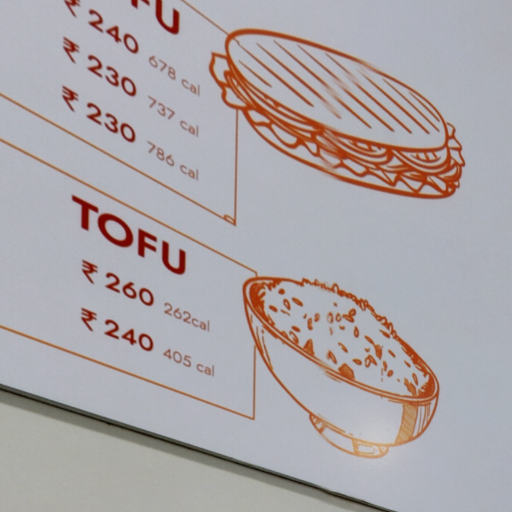 FU
₹ 240 678 cal
₹ 230 737 cal
₹ 230 786 cal
TOFU
₹ 260 262cal
₹ 240 405 cal